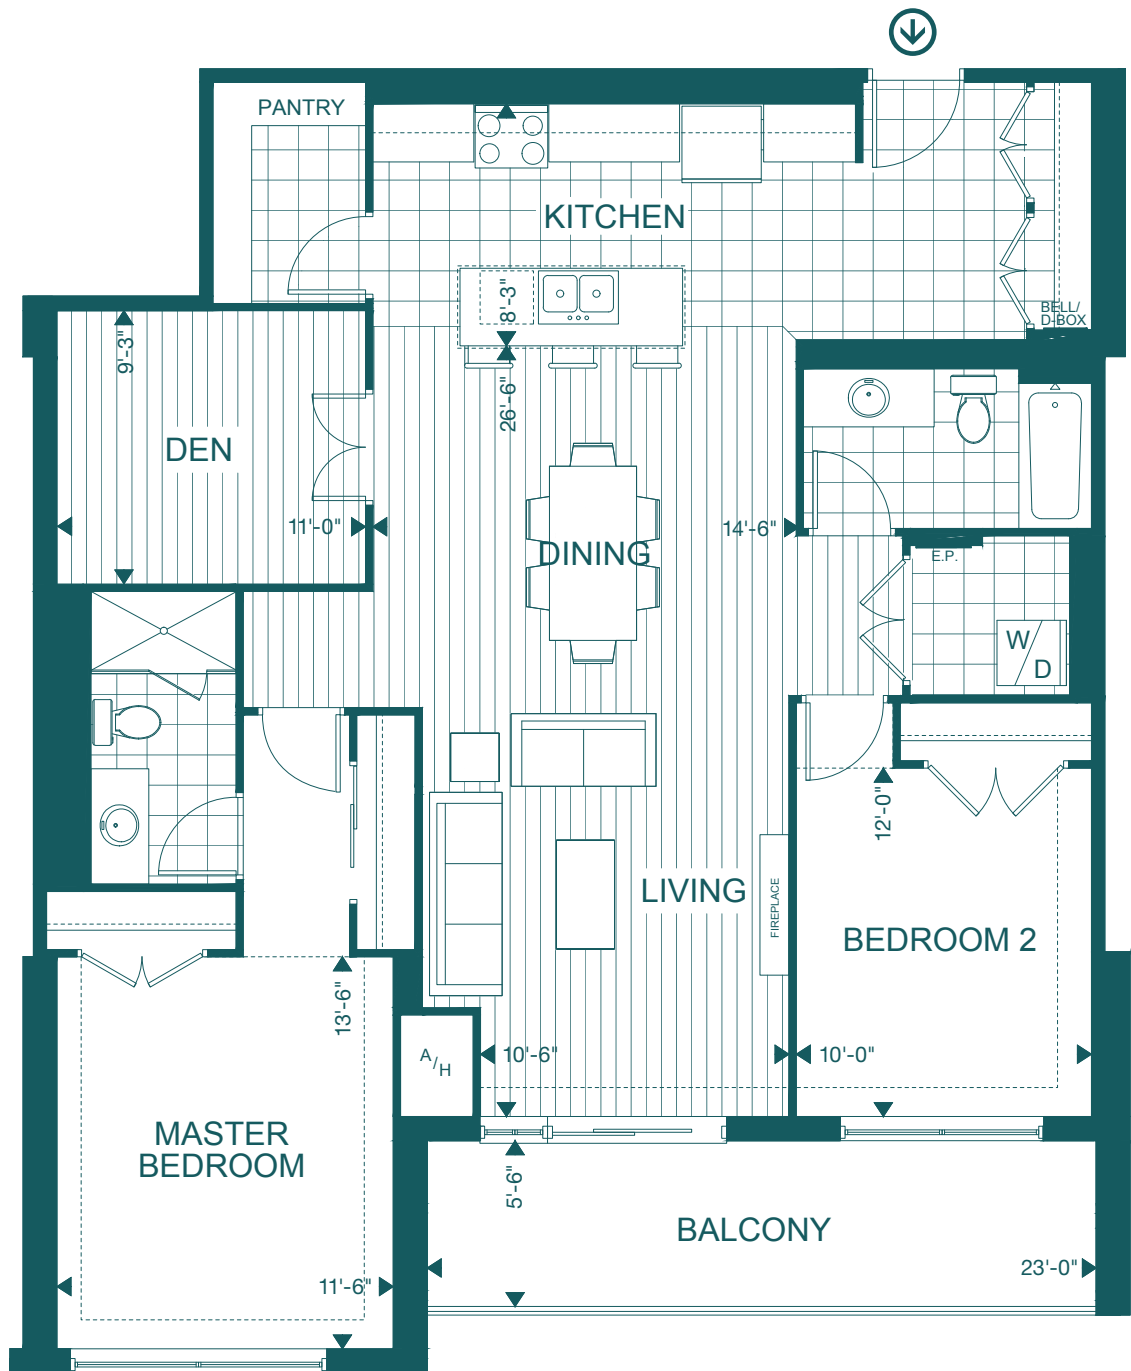 PANTRY
KITCHEN
8'-3"
BELL/
D-BOX
9'-3"
26'-6"
DEN
11'-0"
14'-6"
DINING
E.P.
W
D
12'-0"
LIVING
FIREPLACE
BEDROOM 2
13'-6"
A/H
10'-6"
10'-0"
MASTER
BEDROOM
5'-6"
BALCONY
11'-6"
23'-0"